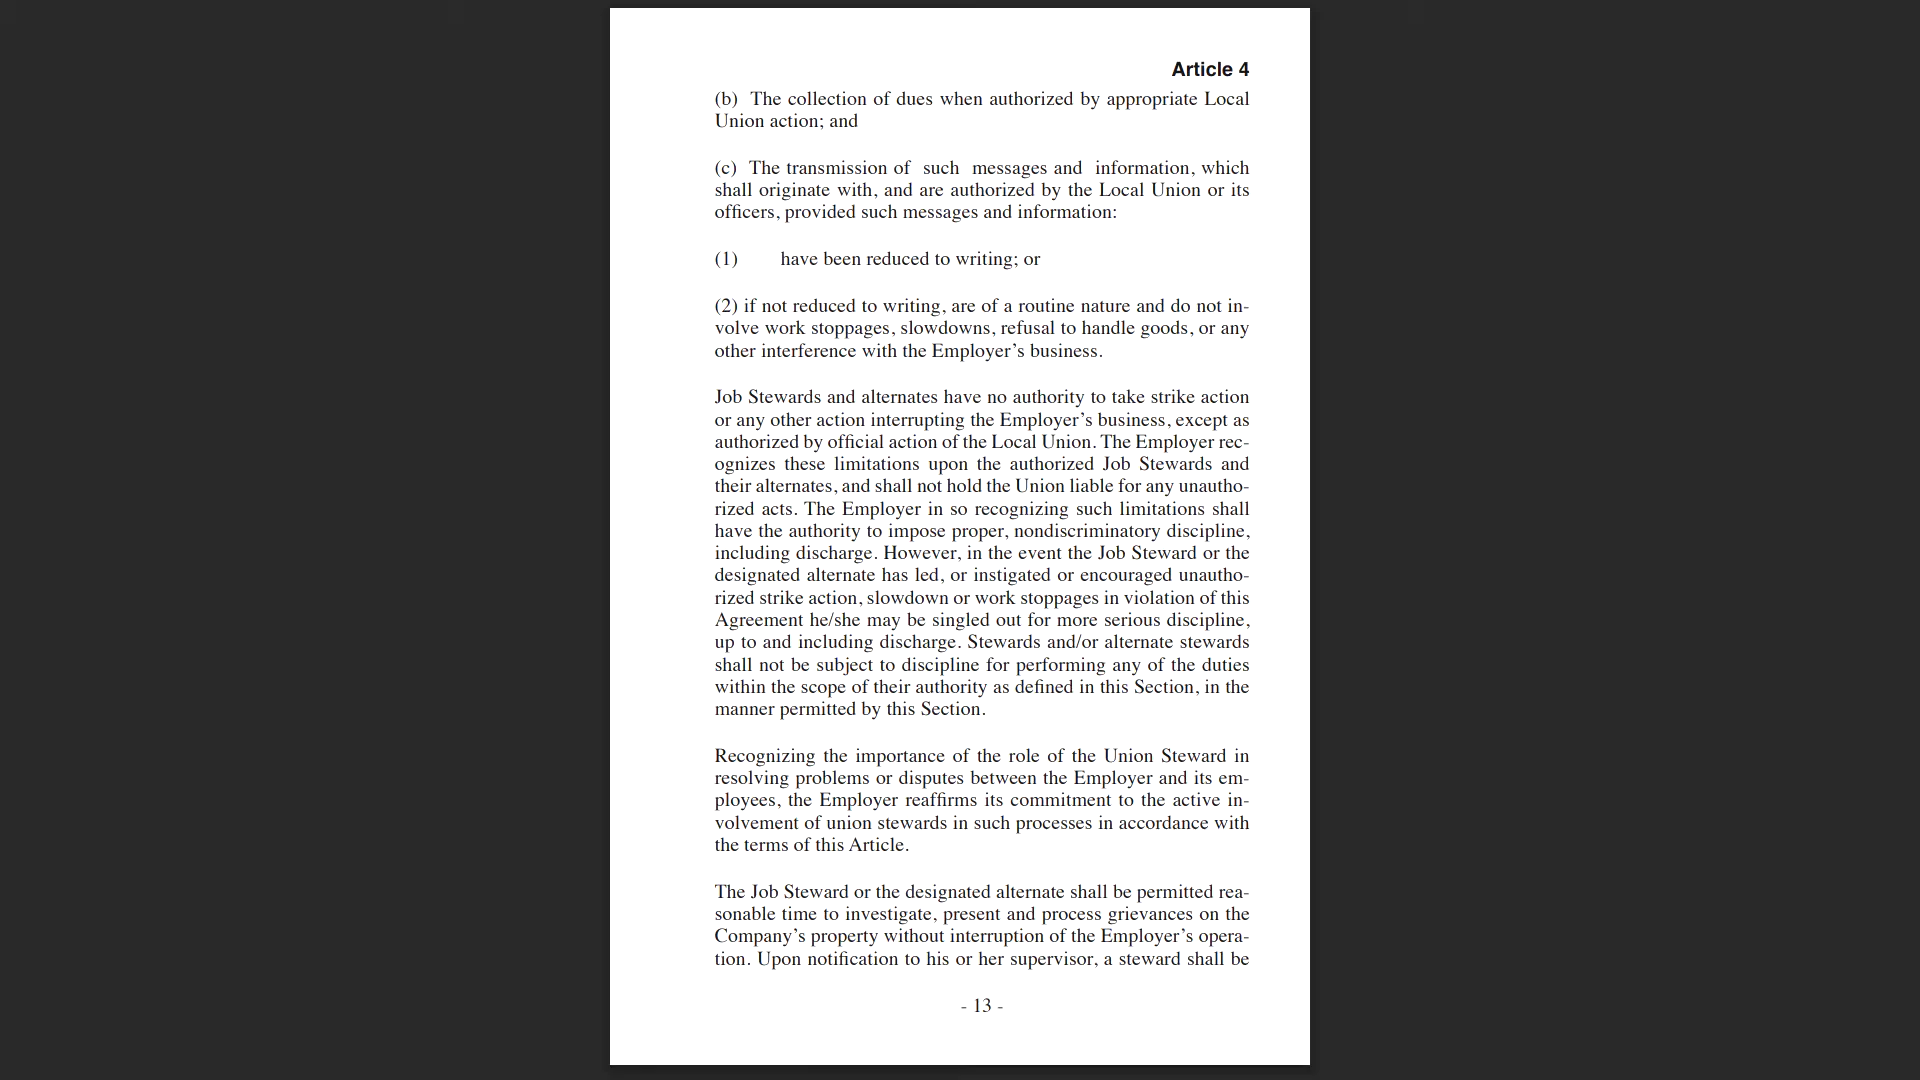 Article 4
(b) The collection of dues when authorized by appropriate Local
Union action; and
(c) The transmission of such messages and information, which
shall originate with, and are authorized by the Local Union or its
officers, provided such messages and information:
(1) have been reduced to writing; or
(2) if not reduced to writing, are of a routine nature and do not in-
volve work stoppages, slowdowns, refusal to handle goods, or any
other interference with the Employer’s business.
Job Stewards and alternates have no authority to take strike action
or any other action interrupting the Employer’s business, except as
authorized by official action of the Local Union. The Employer rec-
ognizes these limitations upon the authorized Job Stewards and
their alternates, and shall not hold the Union liable for any unautho-
rized acts. The Employer in so recognizing such limitations shall
have the authority to impose proper, nondiscriminatory discipline,
including discharge. However, in the event the Job Steward or the
designated alternate has led, or instigated or encouraged unautho-
rized strike action, slowdown or work stoppages in violation of this
Agreement he/she may be singled out for more serious discipline,
up to and including discharge. Stewards and/or alternate stewards
shall not be subject to discipline for performing any of the duties
within the scope of their authority as defined in this Section, in the
manner permitted by this Section.
Recognizing the importance of the role of the Union Steward in
resolving problems or disputes between the Employer and its em-
ployees, the Employer reaffirms its commitment to the active in-
volvement of union stewards in such processes in accordance with
the terms of this Article.
The Job Steward or the designated alternate shall be permitted rea-
sonable time to investigate, present and process grievances on the
Company’s property without interruption of the Employer’s opera-
tion. Upon notification to his or her supervisor, a steward shall be
- 13 -